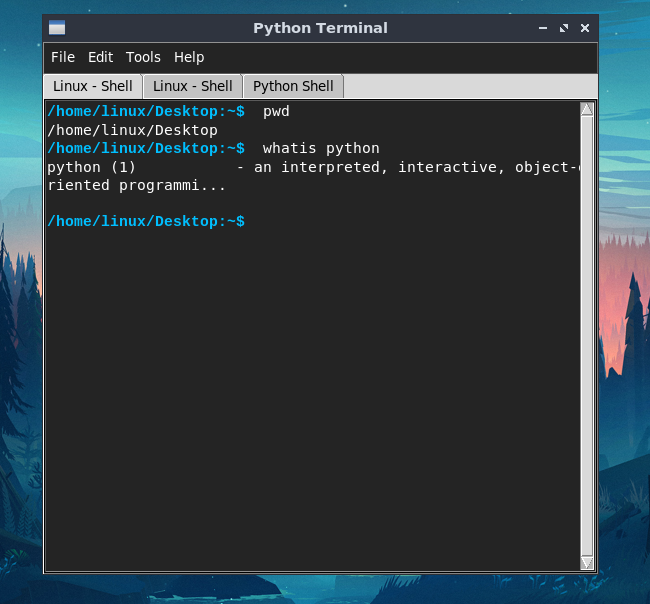 Python Terminal
File Edit Tools Help
Linux - Shell Linux - Shell Python Shell
/home/linux/Desktop:~$  pwd
/home/linux/Desktop
/home/linux/Desktop:~$  whatis python
python (1)           - an interpreted, interactive, object-o
riented programmi...
/home/linux/Desktop:~$